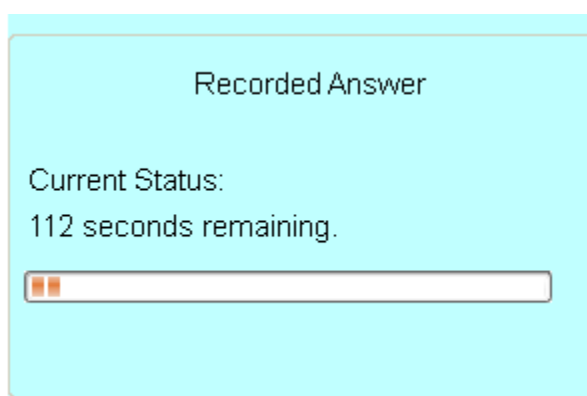 Recorded Answer
Current Status:
112 seconds remaining.